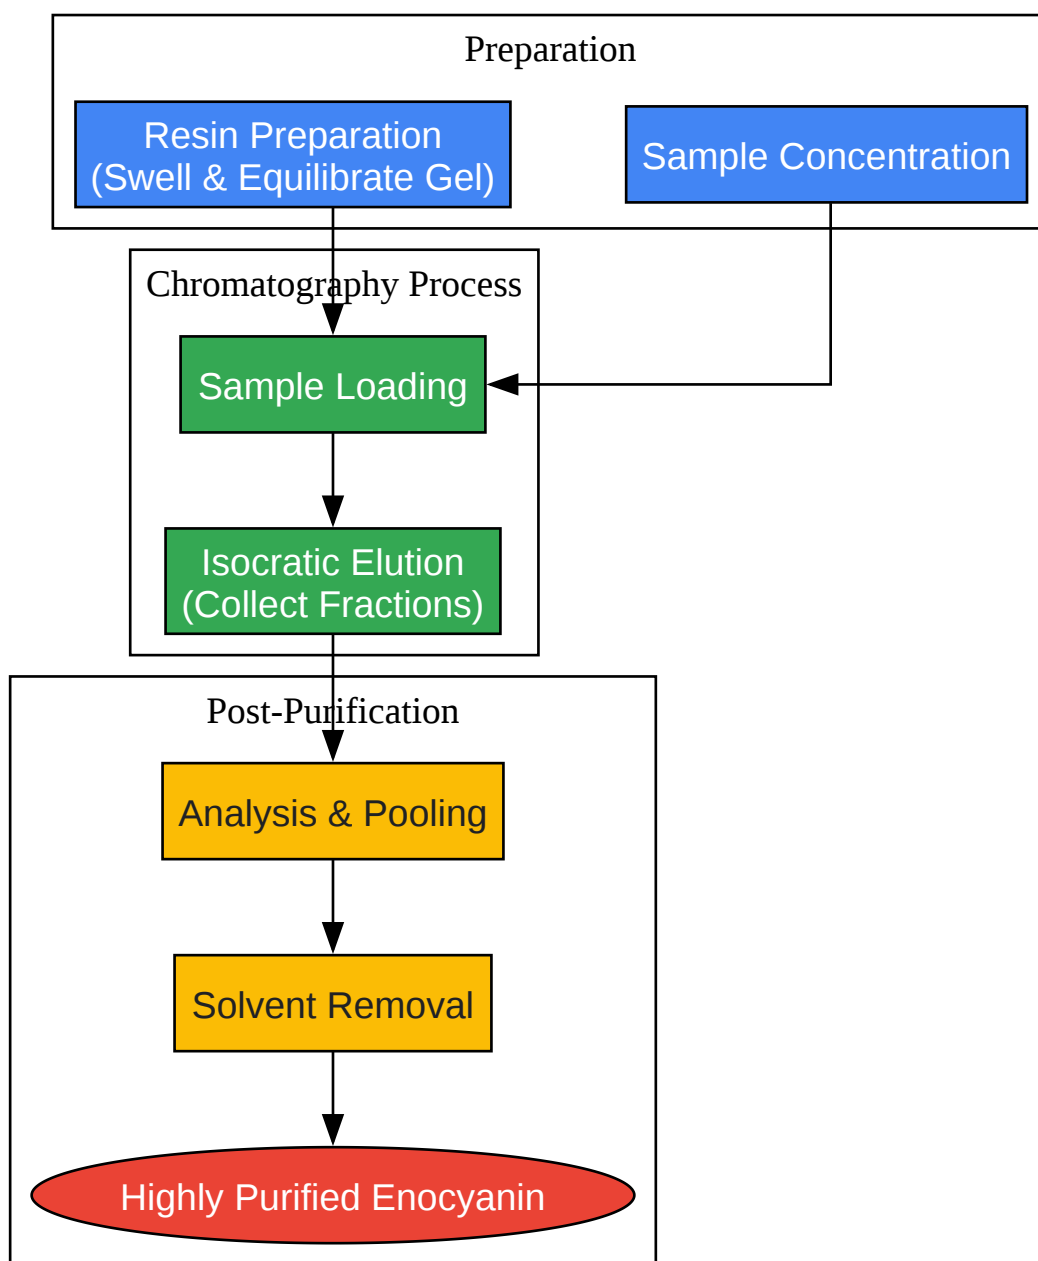 Preparation
Resin Preparation
(Swell & Equilibrate Gel)
Sample Concentration
Chromatography Process
Sample Loading
Isocratic Elution
(Collect Fractions)
Post-Purification
Analysis & Pooling
Solvent Removal
Highly Purified Enocyanin